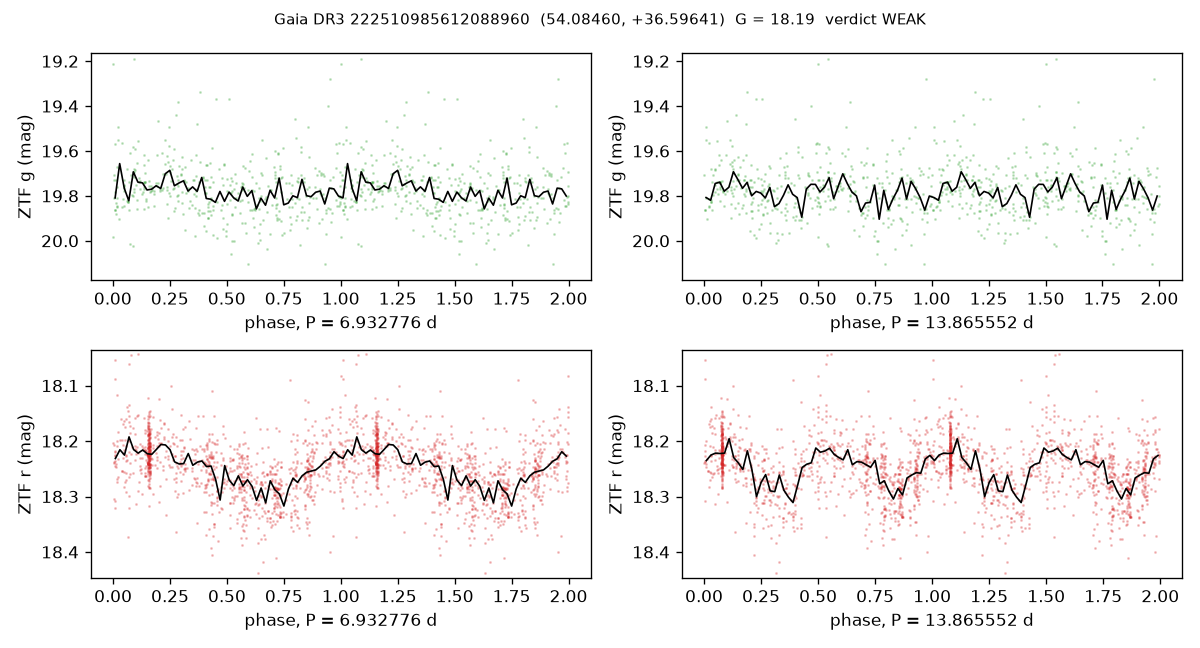 Gaia DR3 222510985612088960 (54.08460, +36.59641) G = 18.19 verdict WEAK
ZTF g (mag)
19.2
19.4
19.6
19.8
20.0
0.00 0.25 0.50 0.75 1.00 1.25 1.50 1.75 2.00
phase, P = 6.932776 d
ZTF g (mag)
19.2
19.4
19.6
19.8
20.0
0.00 0.25 0.50 0.75 1.00 1.25 1.50 1.75 2.00
phase, P = 13.865552 d
ZTF r (mag)
18.1
18.2
18.3
18.4
0.00 0.25 0.50 0.75 1.00 1.25 1.50 1.75 2.00
phase, P = 6.932776 d
ZTF r (mag)
18.1
18.2
18.3
18.4
0.00 0.25 0.50 0.75 1.00 1.25 1.50 1.75 2.00
phase, P = 13.865552 d